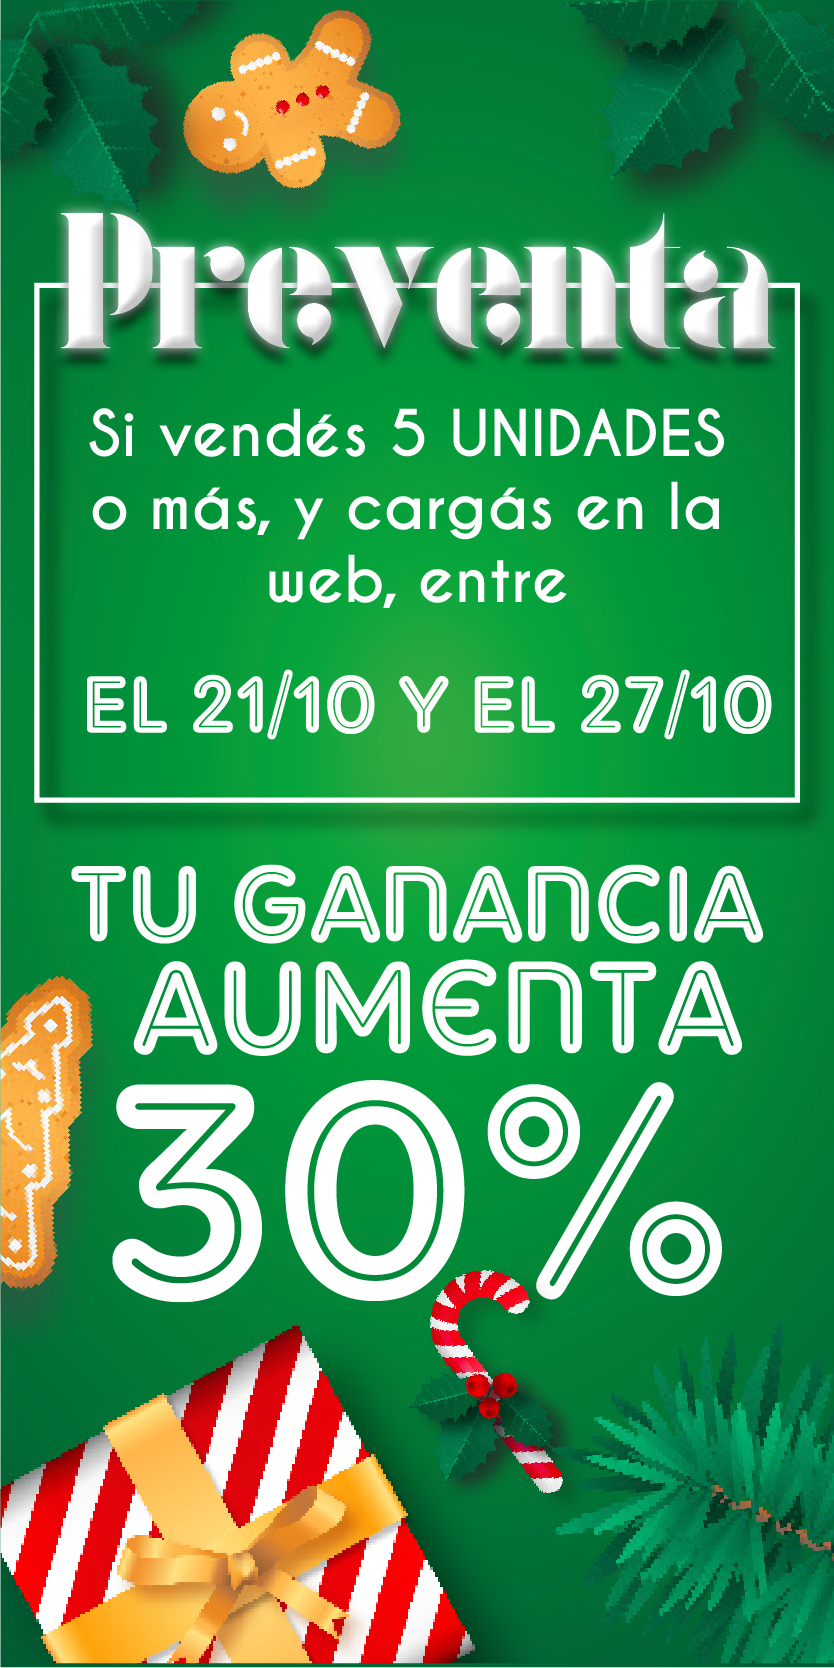 Preventa
Si vendés 5 UNIDADES
o más, y cargás en la
web, entre
EL 21/10 Y EL 27/10
TU GANANCIA
AUMENTA
30%